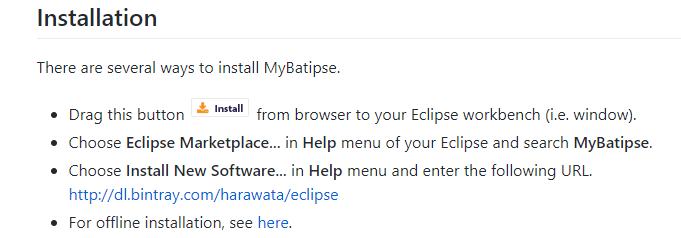 Installation
There are several ways to install MyBatipse.
Drag this button Install from browser to your Eclipse workbench (i.e. window).
Choose Eclipse Marketplace... in Help menu of your Eclipse and search MyBatipse.
Choose Install New Software... in Help menu and enter the following URL.
http://dl.bintray.com/harawata/eclipse
For offline installation, see here.